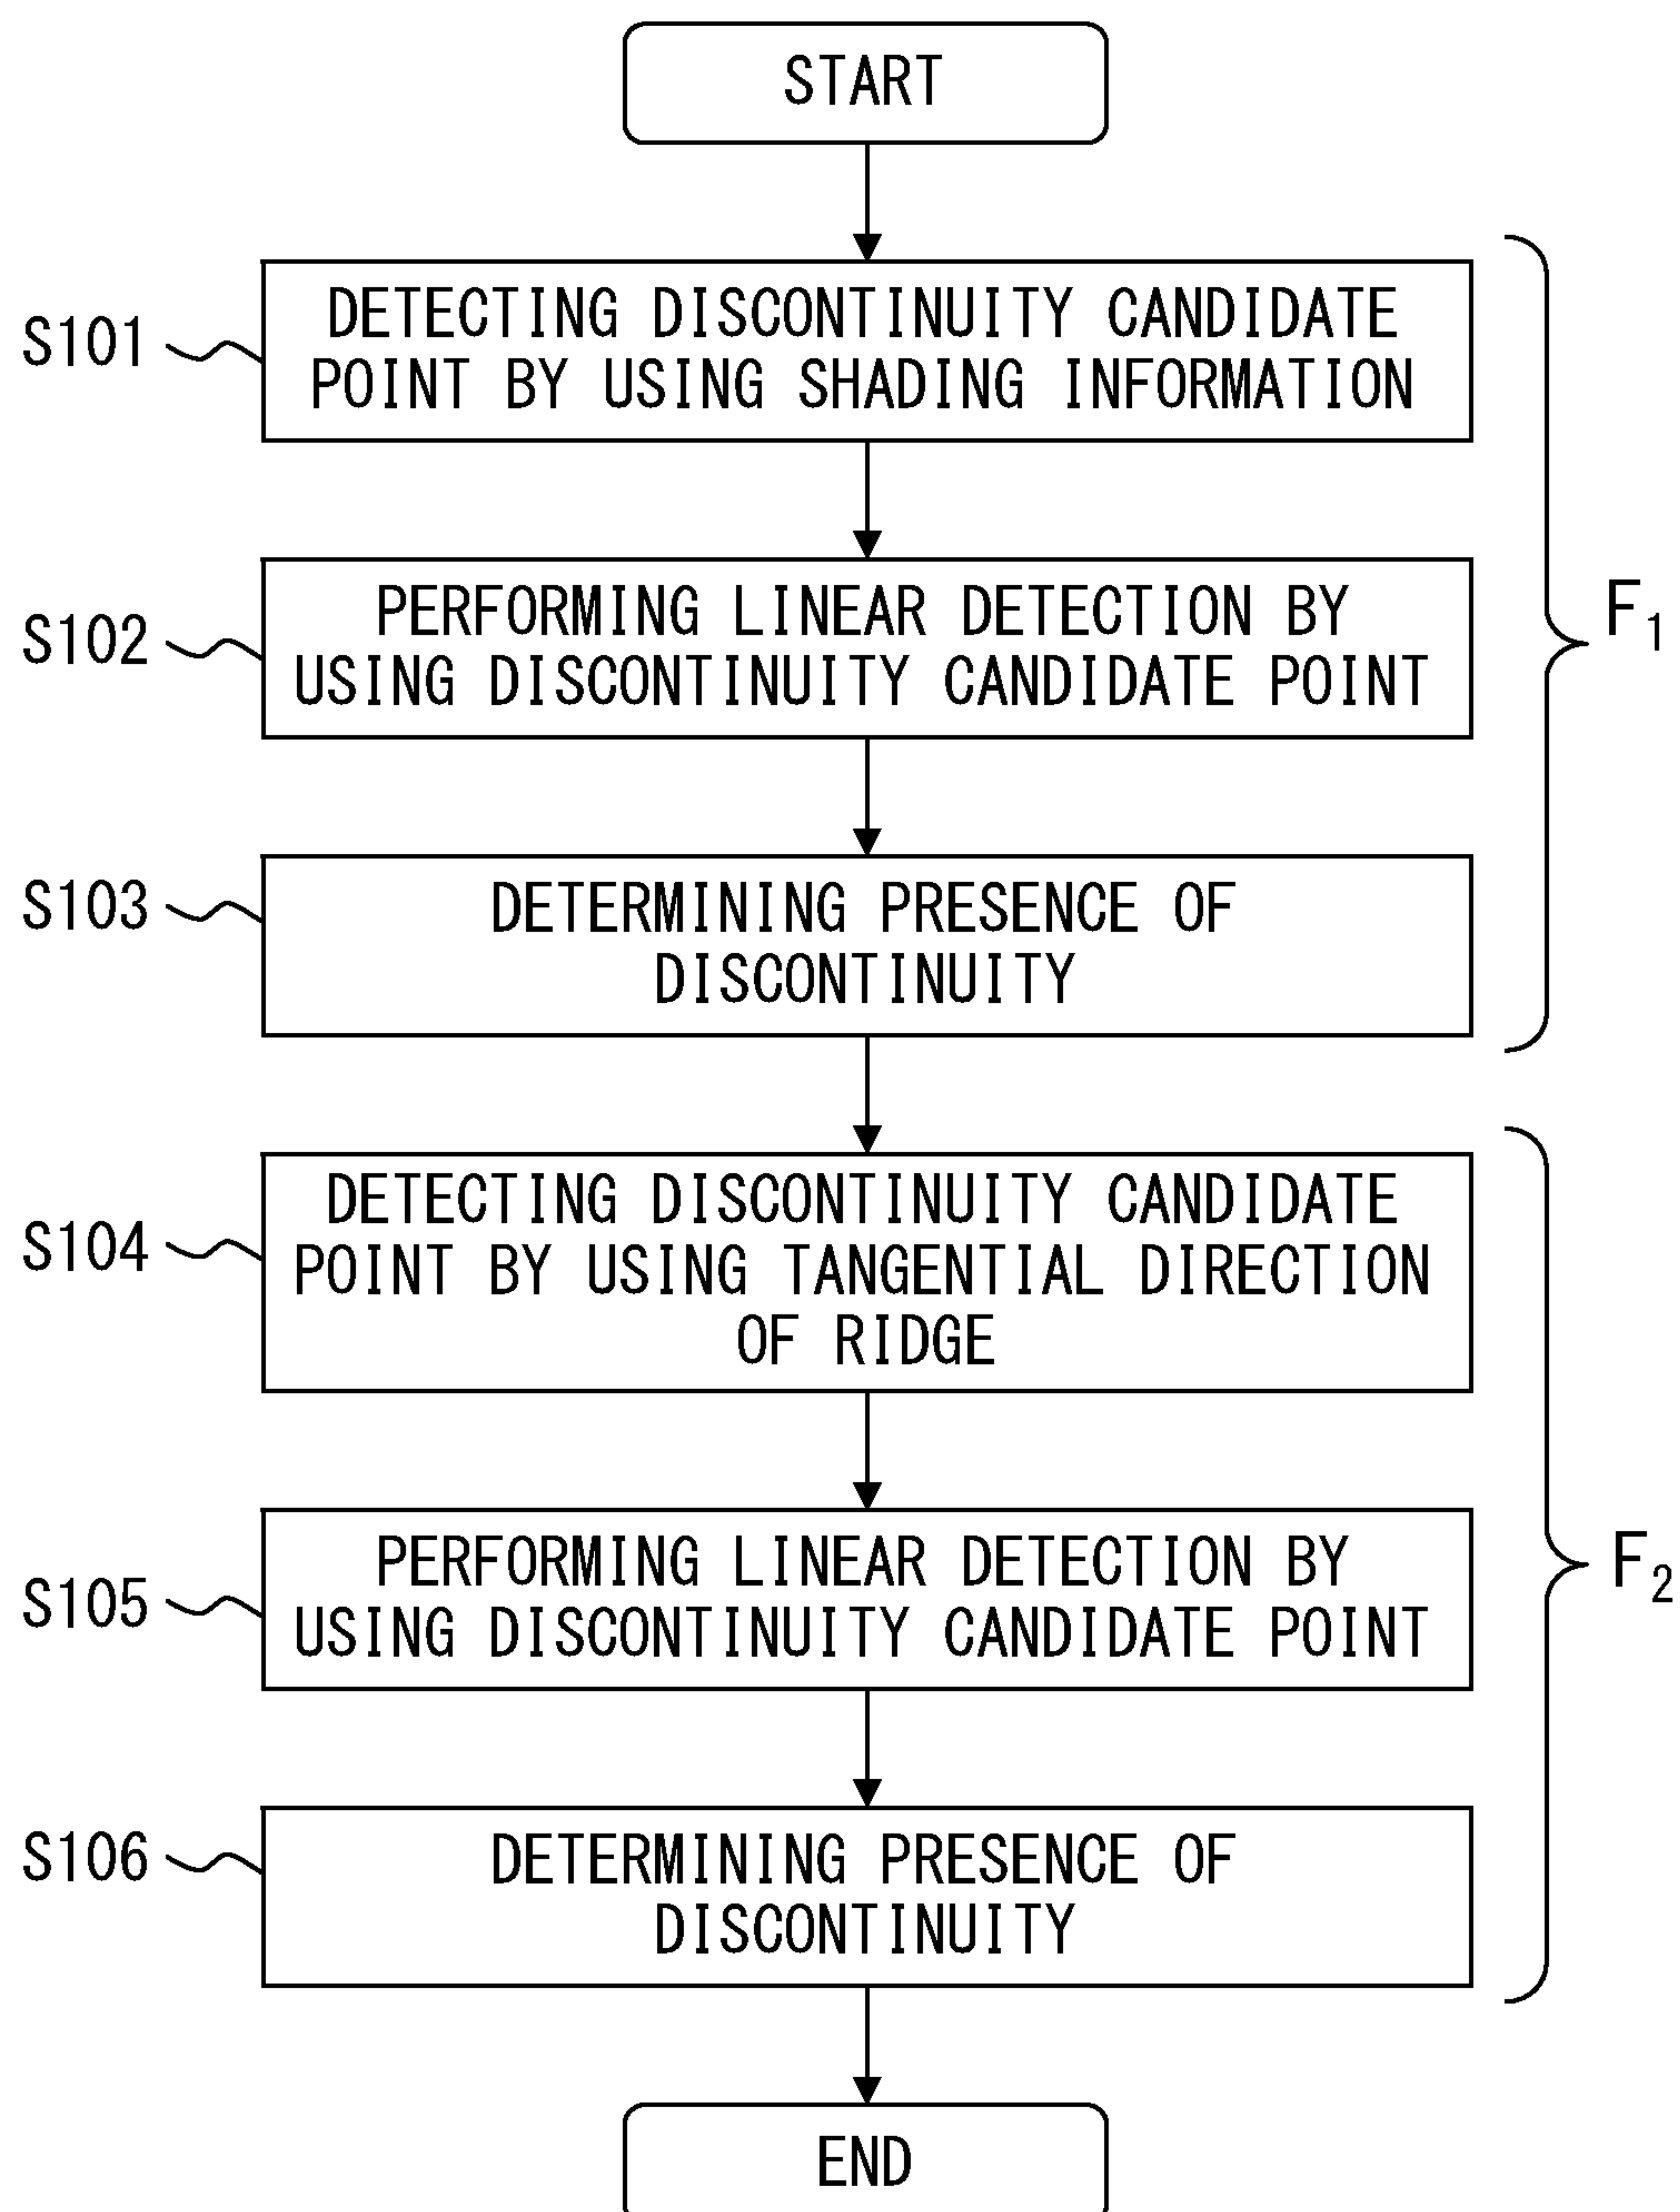 START
S101
DETECTING DISCONTINUITY CANDIDATE
POINT BY USING SHADING INFORMATION
S102
PERFORMING LINEAR DETECTION BY
USING DISCONTINUITY CANDIDATE POINT
F1
S103
DETERMINING PRESENCE OF
DISCONTINUITY
S104
DETECTING DISCONTINUITY CANDIDATE
POINT BY USING TANGENTIAL DIRECTION
OF RIDGE
S105
PERFORMING LINEAR DETECTION BY
USING DISCONTINUITY CANDIDATE POINT
F2
S106
DETERMINING PRESENCE OF
DISCONTINUITY
END